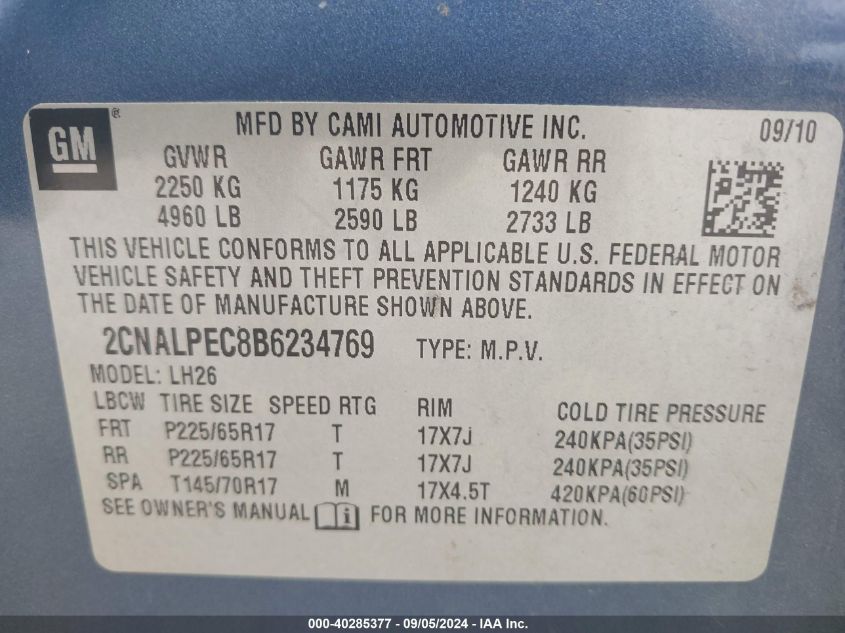 GM®
MFD BY CAMI AUTOMOTIVE INC. 09/10
GVWR GAWR FRT GAWR RR
2250 KG 1175 KG 1240 KG
4960 LB 2590 LB 2733 LB
THIS VEHICLE CONFORMS TO ALL APPLICABLE U.S. FEDERAL MOTOR
VEHICLE SAFETY AND THEFT PREVENTION STANDARDS IN EFFECT ON
THE DATE OF MANUFACTURE SHOWN ABOVE.
2CNALPEC8B6234769 TYPE: M.P.V.
MODEL: LH26
LBCW TIRE SIZE SPEED RTG RIM COLD TIRE PRESSURE
FRT P225/65R17 T 17X7J 240KPA(35PSI)
RR P225/65R17 T 17X7J 240KPA(35PSI)
SPA T145/70R17 M 17X4.5T 420KPA(60PSI)
SEE OWNER'S MANUAL i FOR MORE INFORMATION.
000-40285377 - 09/05/2024 - IAA Inc.